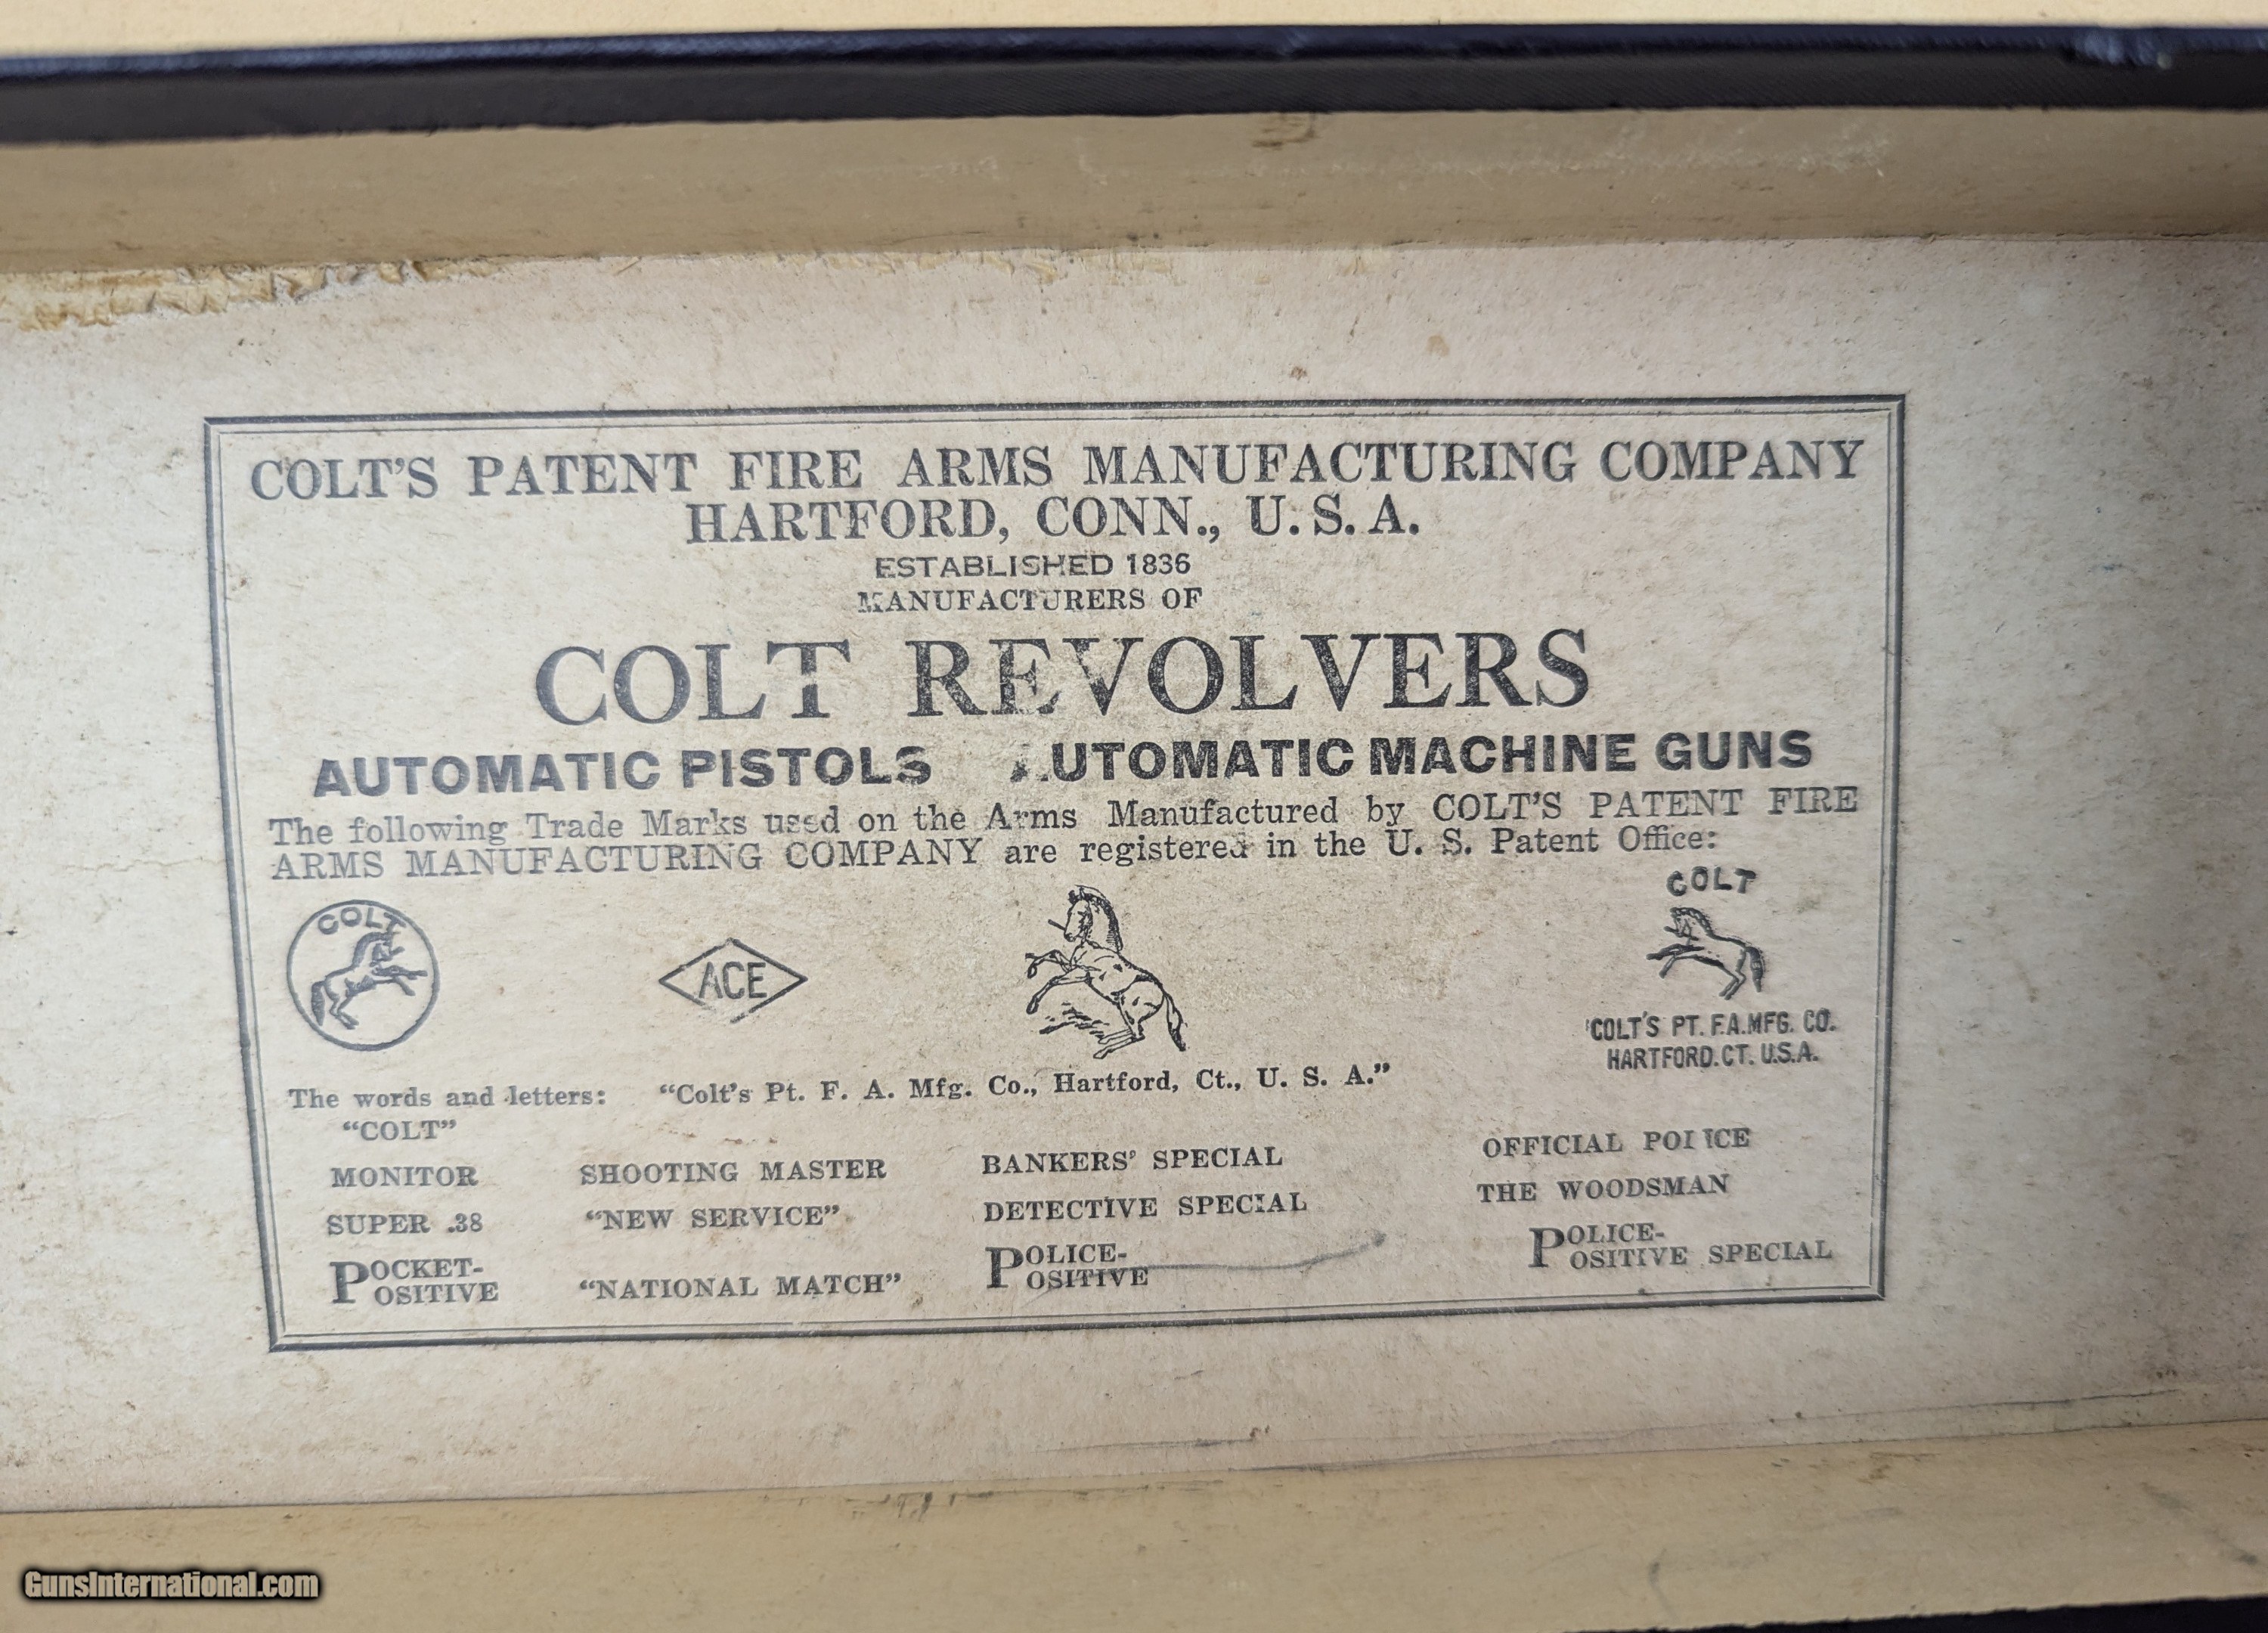 COLT'S PATENT FIRE ARMS MANUFACTURING COMPANY
HARTFORD, CONN., U. S. A.
ESTABLISHED 1836
MANUFACTURERS OF
COLT REVOLVERS
AUTOMATIC PISTOLS AUTOMATIC MACHINE GUNS
The following Trade Marks used on the Arms Manufactured by COLT'S PATENT FIRE
ARMS MANUFACTURING COMPANY are registered in the U. S. Patent Office:
COLT
ACE
COLT
COLT'S PT. F.A. MFG. CO.
HARTFORD. CT. U.S.A.
The words and letters: "Colt's Pt. F. A. Mfg. Co., Hartford, Ct., U. S. A."
"COLT"
MONITOR SHOOTING MASTER BANKERS' SPECIAL OFFICIAL POLICE
SUPER .38 "NEW SERVICE" DETECTIVE SPECIAL THE WOODSMAN
POCKET-POSITIVE "NATIONAL MATCH" POLICE-POSITIVE POLICE-POSITIVE SPECIAL
GunsInternational.com